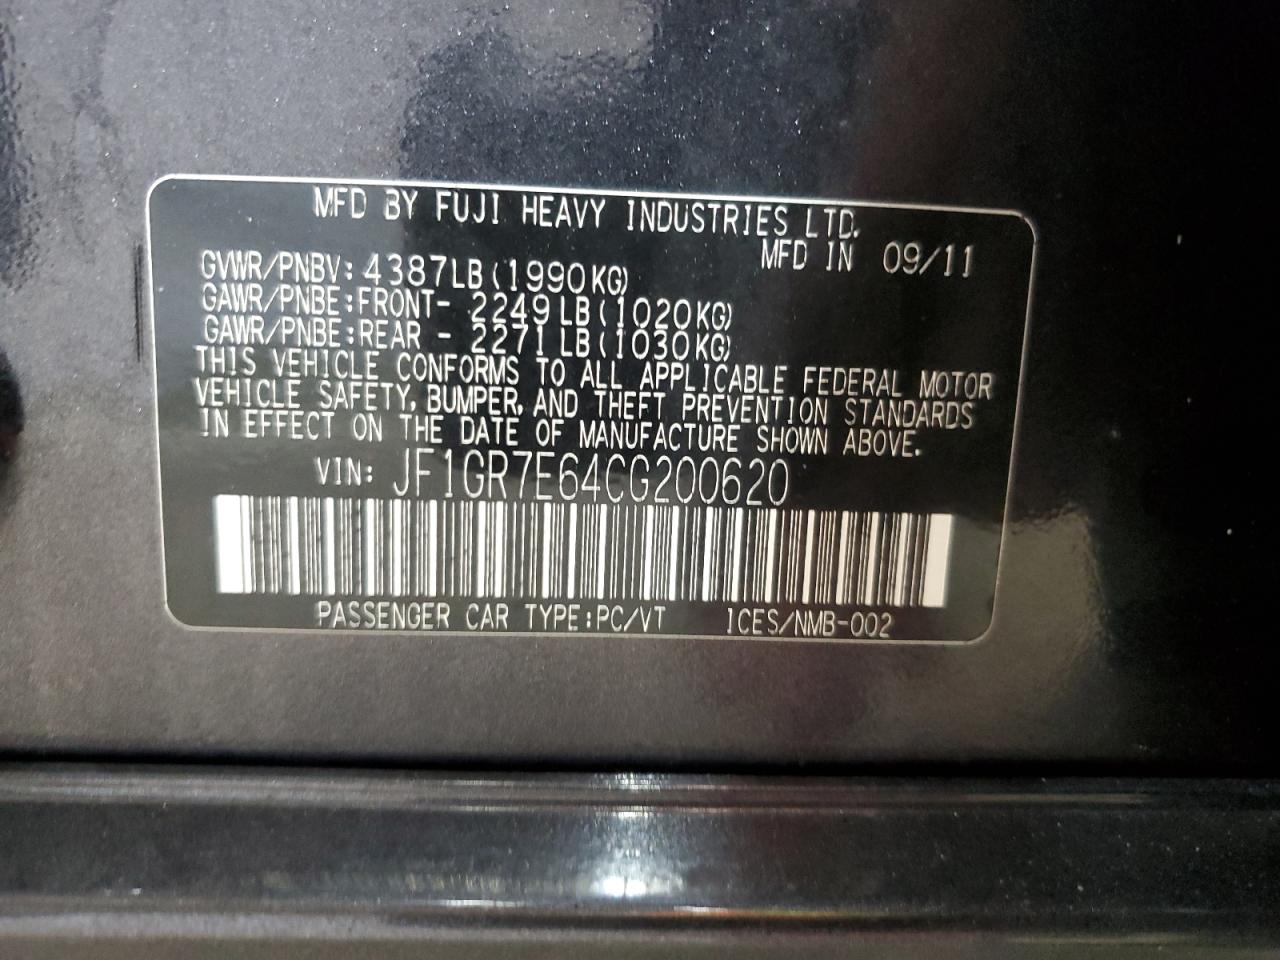 MFD BY FUJI HEAVY INDUSTRIES LTD.
MFD IN 09/11
GVWR/PNBV: 4387LB(1990KG)
GAWR/PNBE:FRONT- 2249LB(1020KG)
GAWR/PNBE:REAR - 2271LB(1030KG)
THIS VEHICLE CONFORMS TO ALL APPLICABLE FEDERAL MOTOR
VEHICLE SAFETY, BUMPER, AND THEFT PREVENTION STANDARDS
IN EFFECT ON THE DATE OF MANUFACTURE SHOWN ABOVE.
VIN: JF1GR7E64CG200620
PASSENGER CAR TYPE:PC/VT ICES/NMB-002